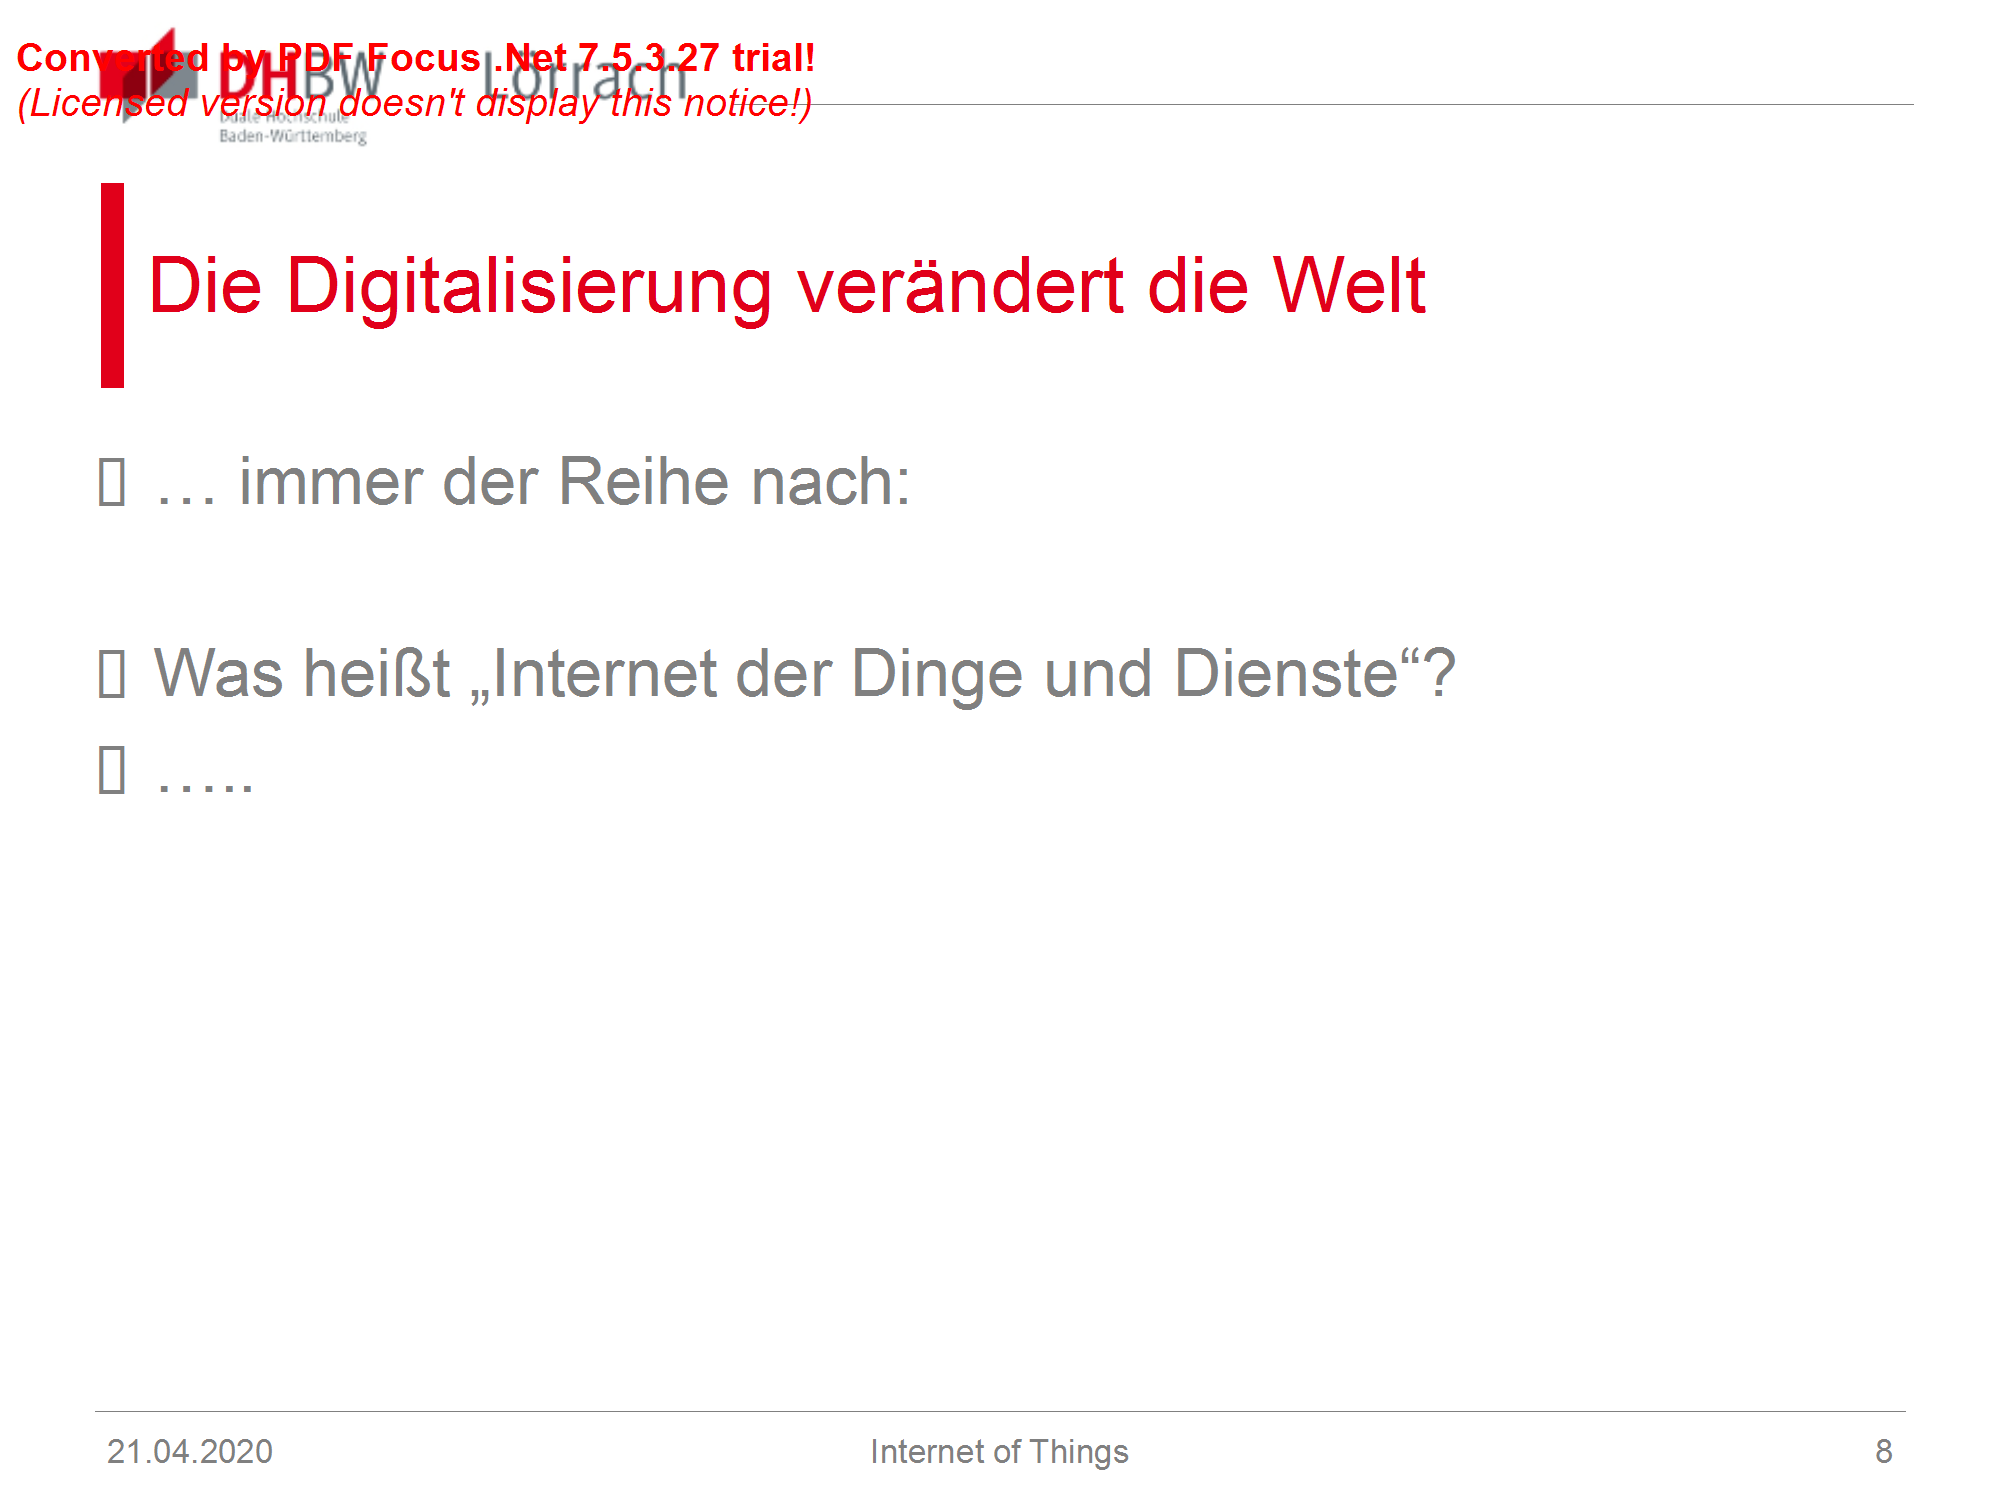 Converted by PDF Focus .Net 7.5.3.27 trial!
(Licensed version doesn't display this notice!)
DHBW Lörrach
Duale Hochschule
Baden-Württemberg
Die Digitalisierung verändert die Welt
… immer der Reihe nach:
Was heißt „Internet der Dinge und Dienste“?
…..
21.04.2020 Internet of Things 8